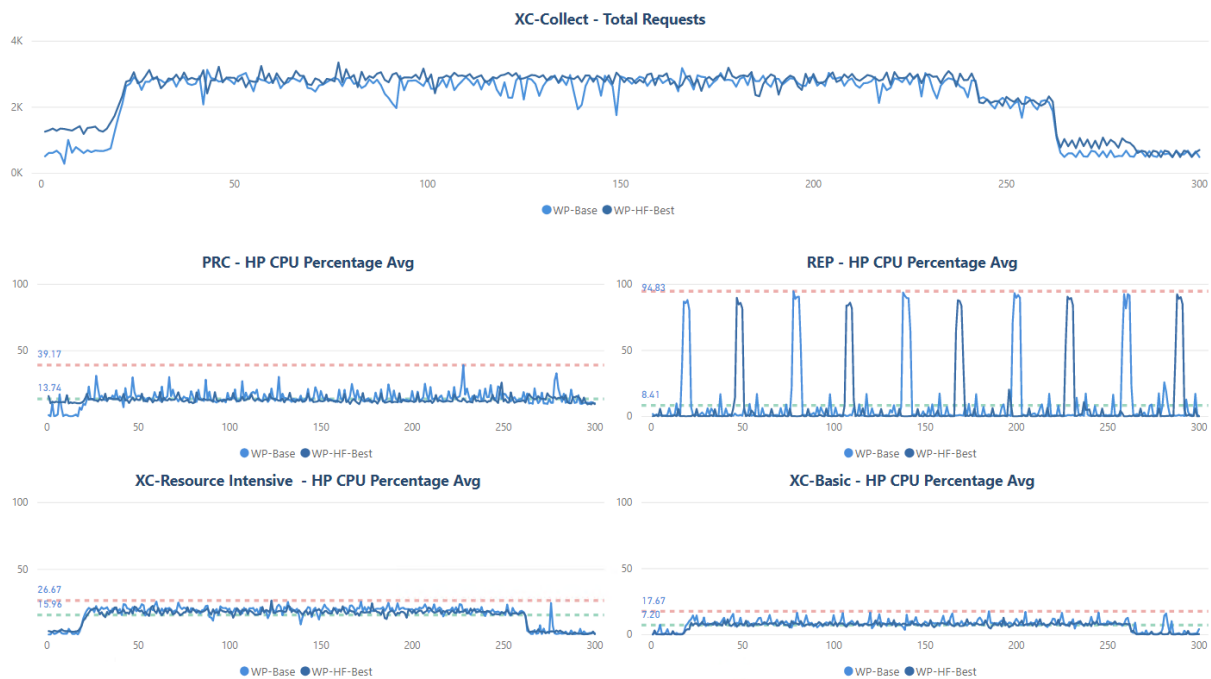 XC-Collect - Total Requests
4K
2K
0K
0 50 100 150 200 250 300
WP-Base WP-HF-Best
PRC - HP CPU Percentage Avg
100
50
39.17
13.74
0 50 100 150 200 250 300
WP-Base WP-HF-Best
REP - HP CPU Percentage Avg
100
94.83
50
8.41
0
0 50 100 150 200 250 300
WP-Base WP-HF-Best
XC-Resource Intensive - HP CPU Percentage Avg
100
50
26.67
15.96
0 50 100 150 200 250 300
WP-Base WP-HF-Best
XC-Basic - HP CPU Percentage Avg
100
50
17.67
7.20
0
0 50 100 150 200 250 300
WP-Base WP-HF-Best